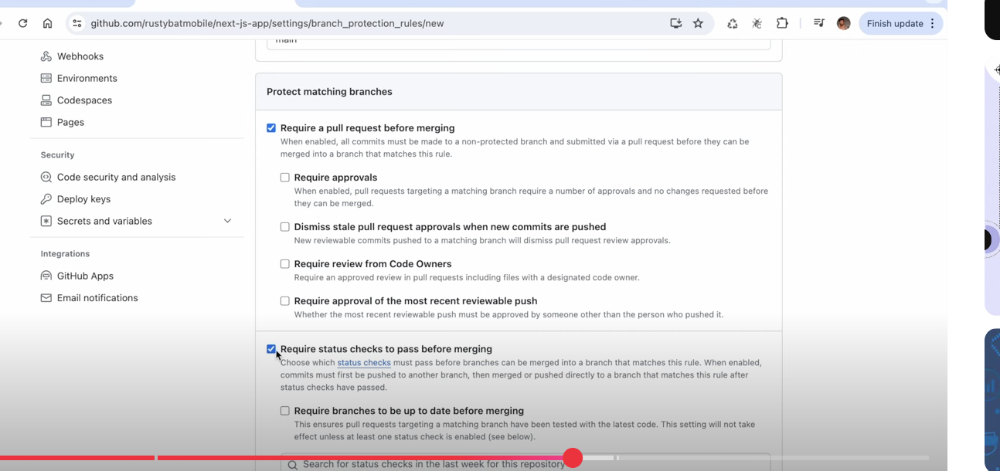 github.com/rustybatmobile/next-js-app/settings/branch_protection_rules/new
Finish update
main
Webhooks
Environments
Codespaces
Pages
Security
Code security and analysis
Deploy keys
Secrets and variables
Integrations
GitHub Apps
Email notifications
Protect matching branches
Require a pull request before merging
When enabled, all commits must be made to a non-protected branch and submitted via a pull request before they can be
merged into a branch that matches this rule.
Require approvals
When enabled, pull requests targeting a matching branch require a number of approvals and no changes requested before
they can be merged.
Dismiss stale pull request approvals when new commits are pushed
New reviewable commits pushed to a matching branch will dismiss pull request review approvals.
Require review from Code Owners
Require an approved review in pull requests including files with a designated code owner.
Require approval of the most recent reviewable push
Whether the most recent reviewable push must be approved by someone other than the person who pushed it.
Require status checks to pass before merging
Choose which status checks must pass before branches can be merged into a branch that matches this rule. When enabled,
commits must first be pushed to another branch, then merged or pushed directly to a branch that matches this rule after
status checks have passed.
Require branches to be up to date before merging
This ensures pull requests targeting a matching branch have been tested with the latest code. This setting will not take
effect unless at least one status check is enabled (see below).
Search for status checks in the last week for this repository